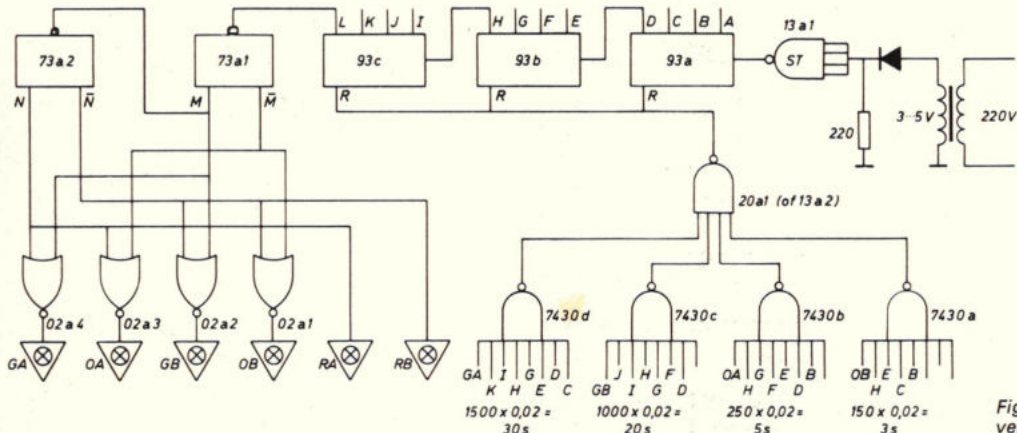 L K J I H G F E D C B A 13a1
73a2 73a1 93c 93b 93a ST
N N̄ M M̄ R R R 220 3...5V 220V
20a1 (of 13a2)
02a4 02a3 02a2 02a1 7430d 7430c 7430b 7430a
GA OA GB OB RA RB
GA I G D GB J H F OA G E B OB E B
K H E C J I G D H F D H C
1500 x 0,02 = 1000 x 0,02 = 250 x 0,02 = 150 x 0,02 =
30s 20s 5s 3s
Fig
ve